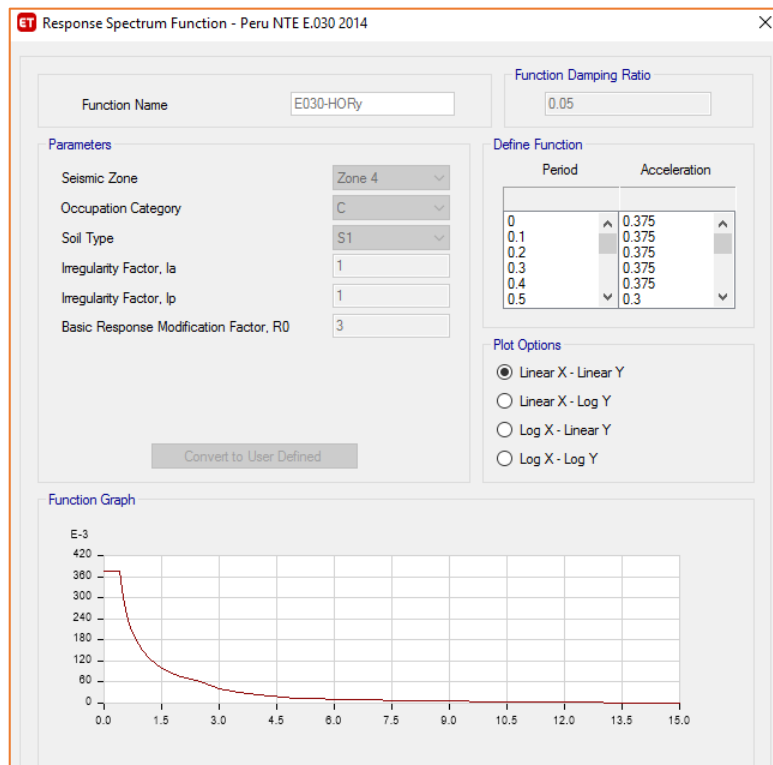 ET Response Spectrum Function - Peru NTE E.030 2014
Function Name E030-HORy
Function Damping Ratio
0.05
Parameters
Seismic Zone Zone 4
Occupation Category C
Soil Type S1
Irregularity Factor, Ia 1
Irregularity Factor, Ip 1
Basic Response Modification Factor, R0 3
Convert to User Defined
Define Function
Period Acceleration
0 0.375
0.1 0.375
0.2 0.375
0.3 0.375
0.4 0.375
0.5 0.3
Plot Options
Linear X - Linear Y
Linear X - Log Y
Log X - Linear Y
Log X - Log Y
Function Graph
E-3
420
360
300
240
180
120
60
0
0.0 1.5 3.0 4.5 6.0 7.5 9.0 10.5 12.0 13.5 15.0